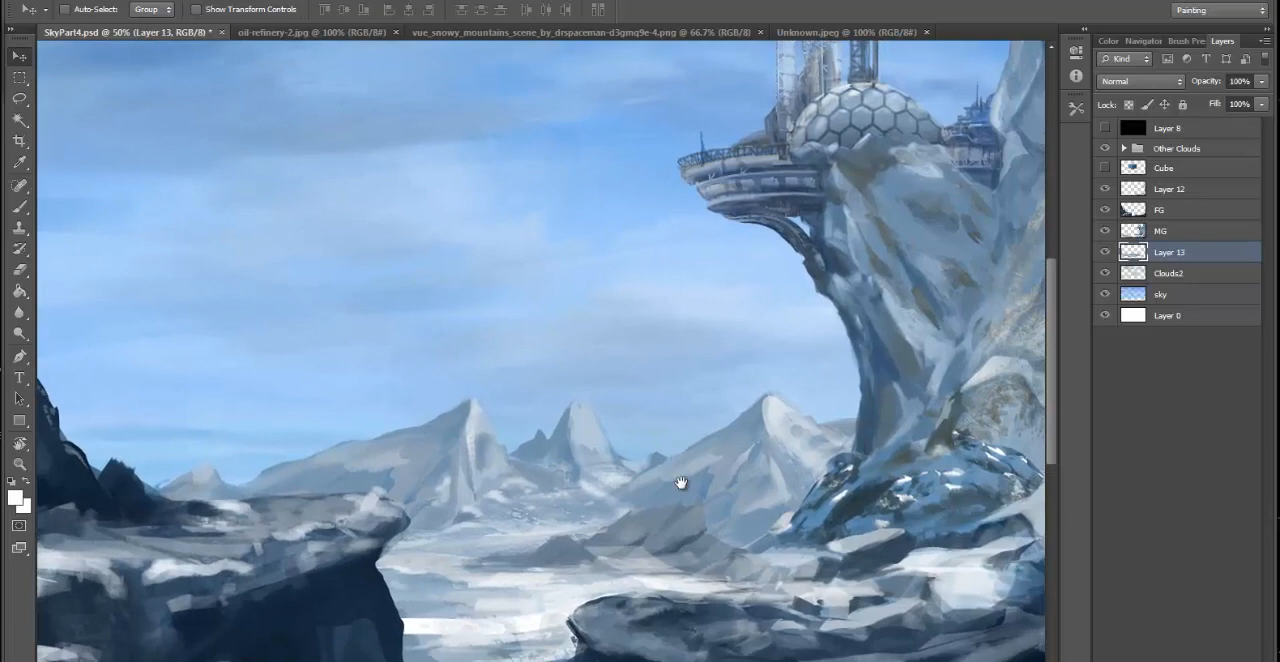 Auto-Select: Group Show Transform Controls Painting
SkyPart4.psd @ 50% (Layer 13, RGB/8) * × oil-refinery-2.jpg @ 100% (RGB/8#) × vue_snowy_mountains_scene_by_drspaceman-d3gmq9e-4.png @ 66.7% (RGB/8) × Unknown.jpeg @ 100% (RGB/8#) ×
Color Navigator Brush Pre: Layers
Kind
Normal Opacity: 100%
Lock: Fill: 100%
Layer 8
Other Clouds
Cube
Layer 12
FG
MG
Layer 13
Clouds2
sky
Layer 0